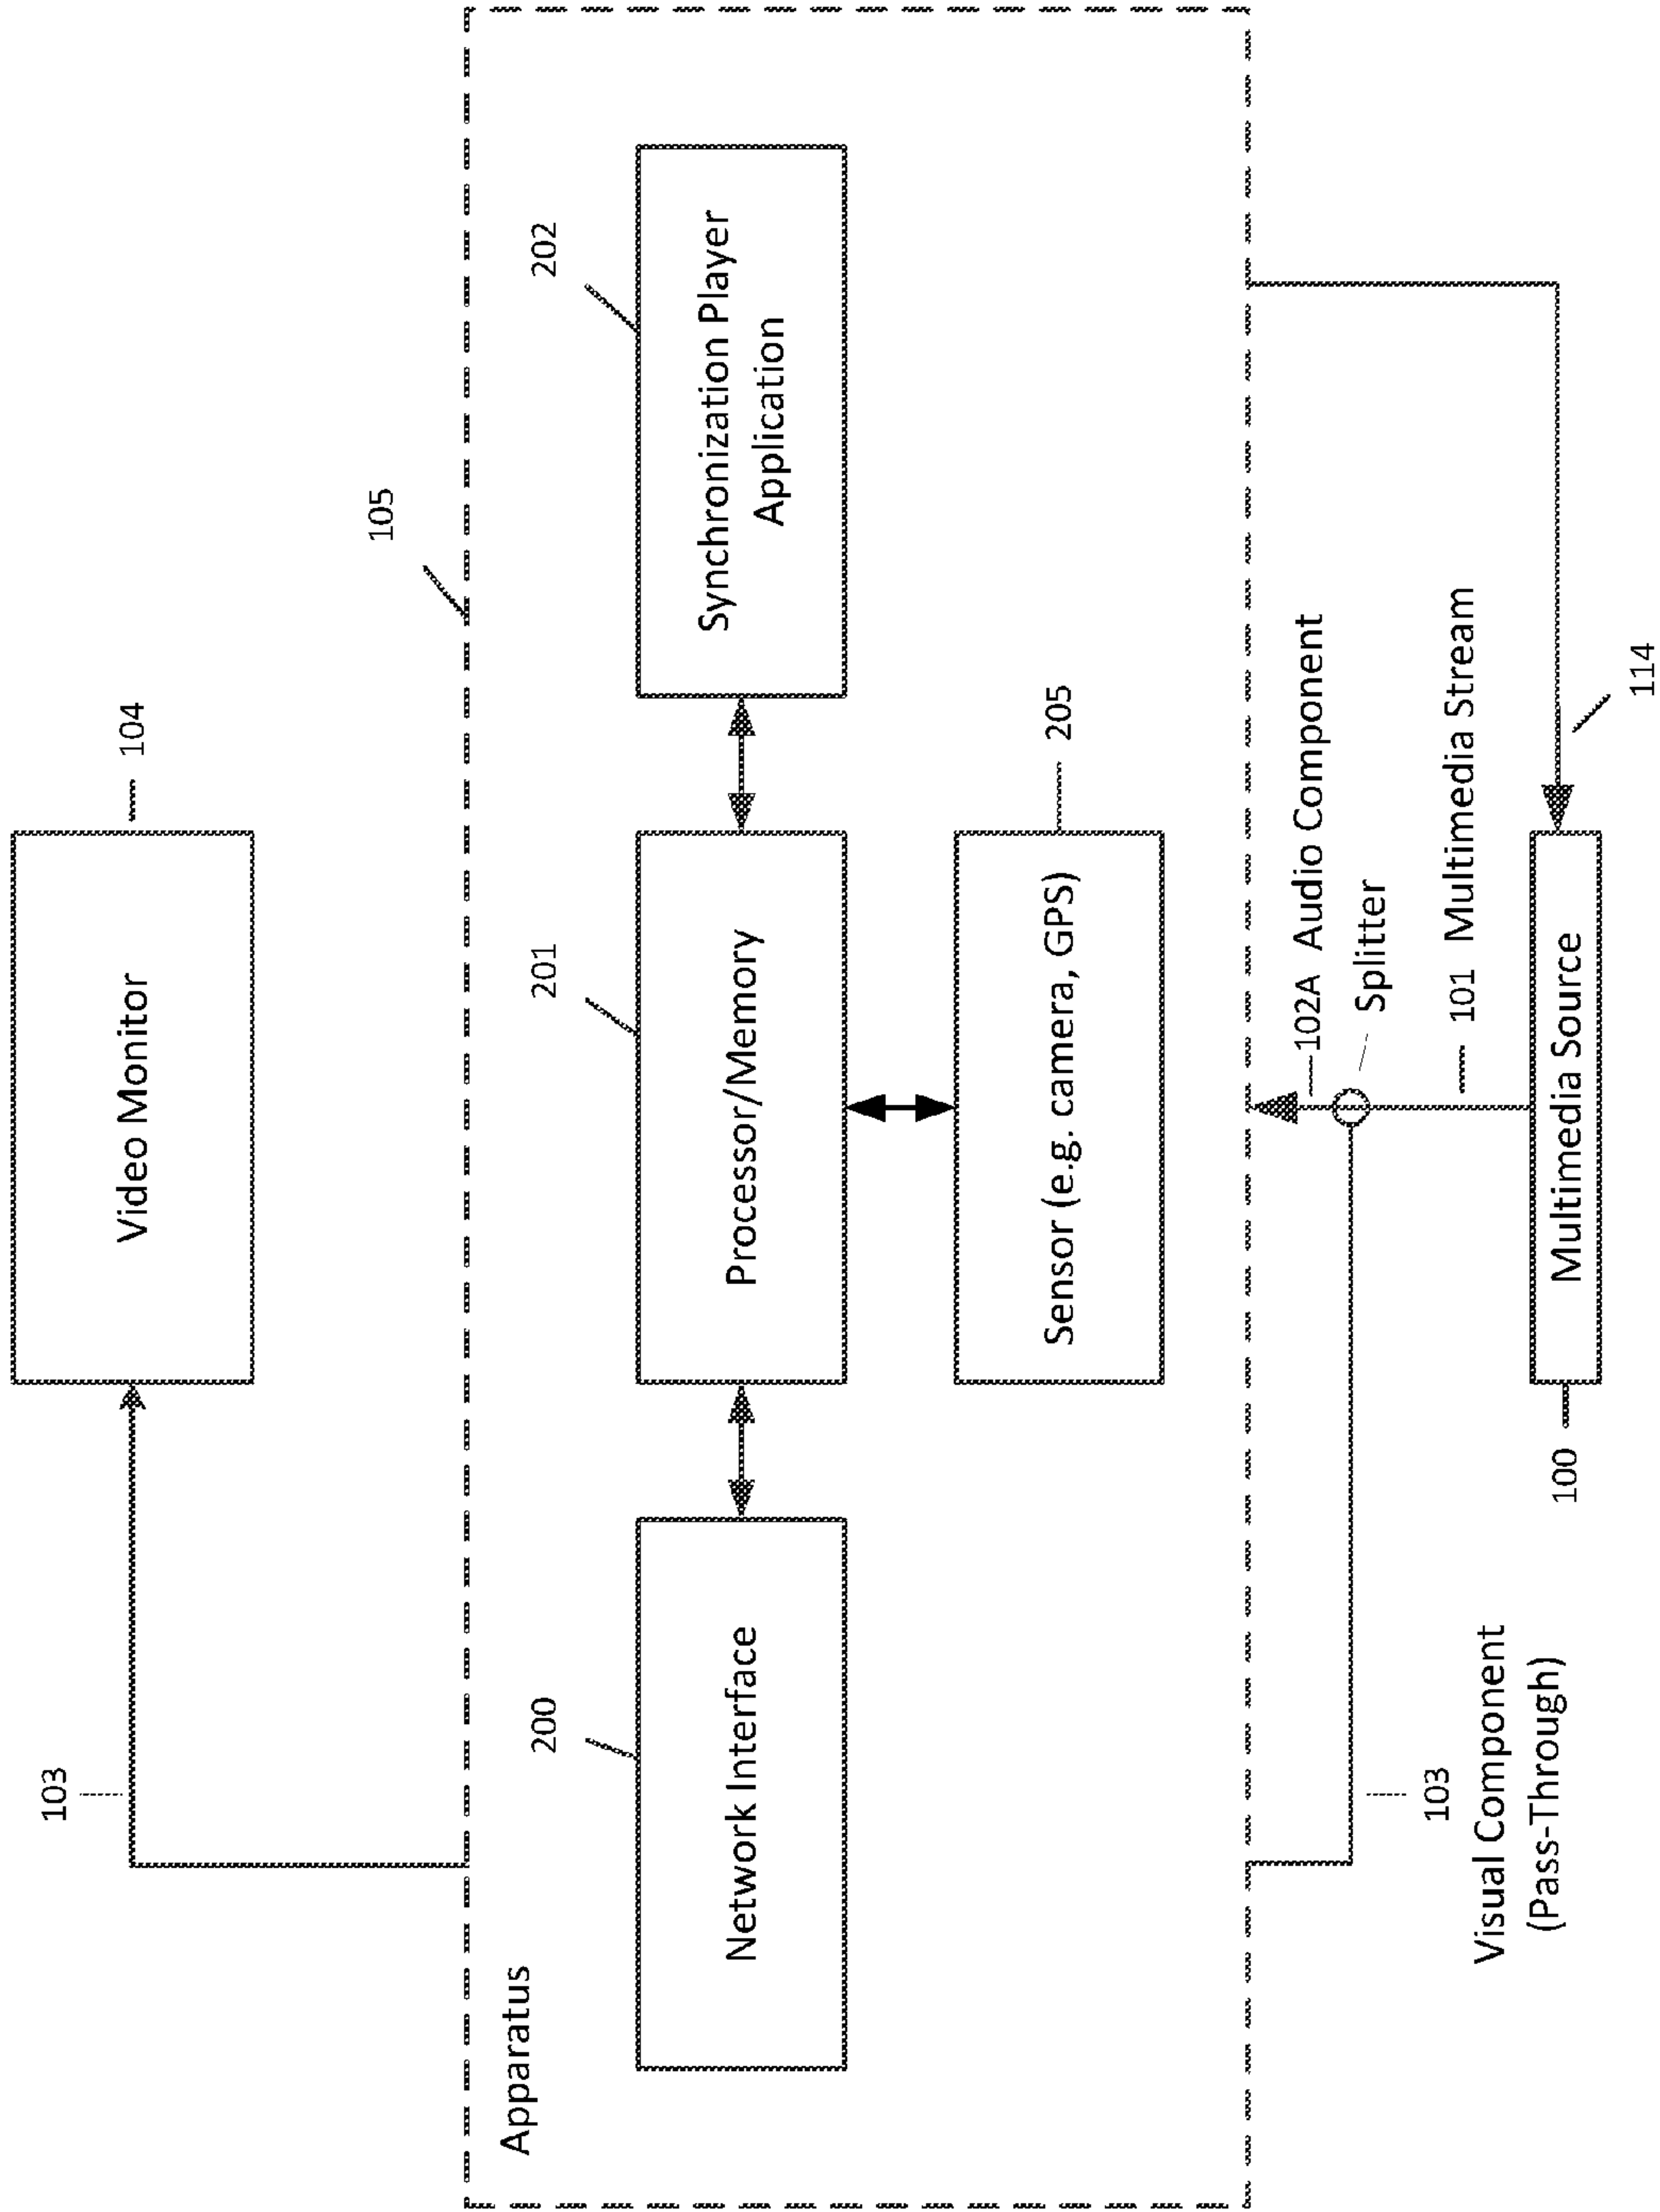 103
Video Monitor
104
105
Apparatus
200
Network Interface
201
Processor/Memory
202
Synchronization Player
Application
Sensor (e.g. camera, GPS)
205
102A Audio Component
Splitter
103
Visual Component
(Pass-Through)
101 Multimedia Stream
100
Multimedia Source
114